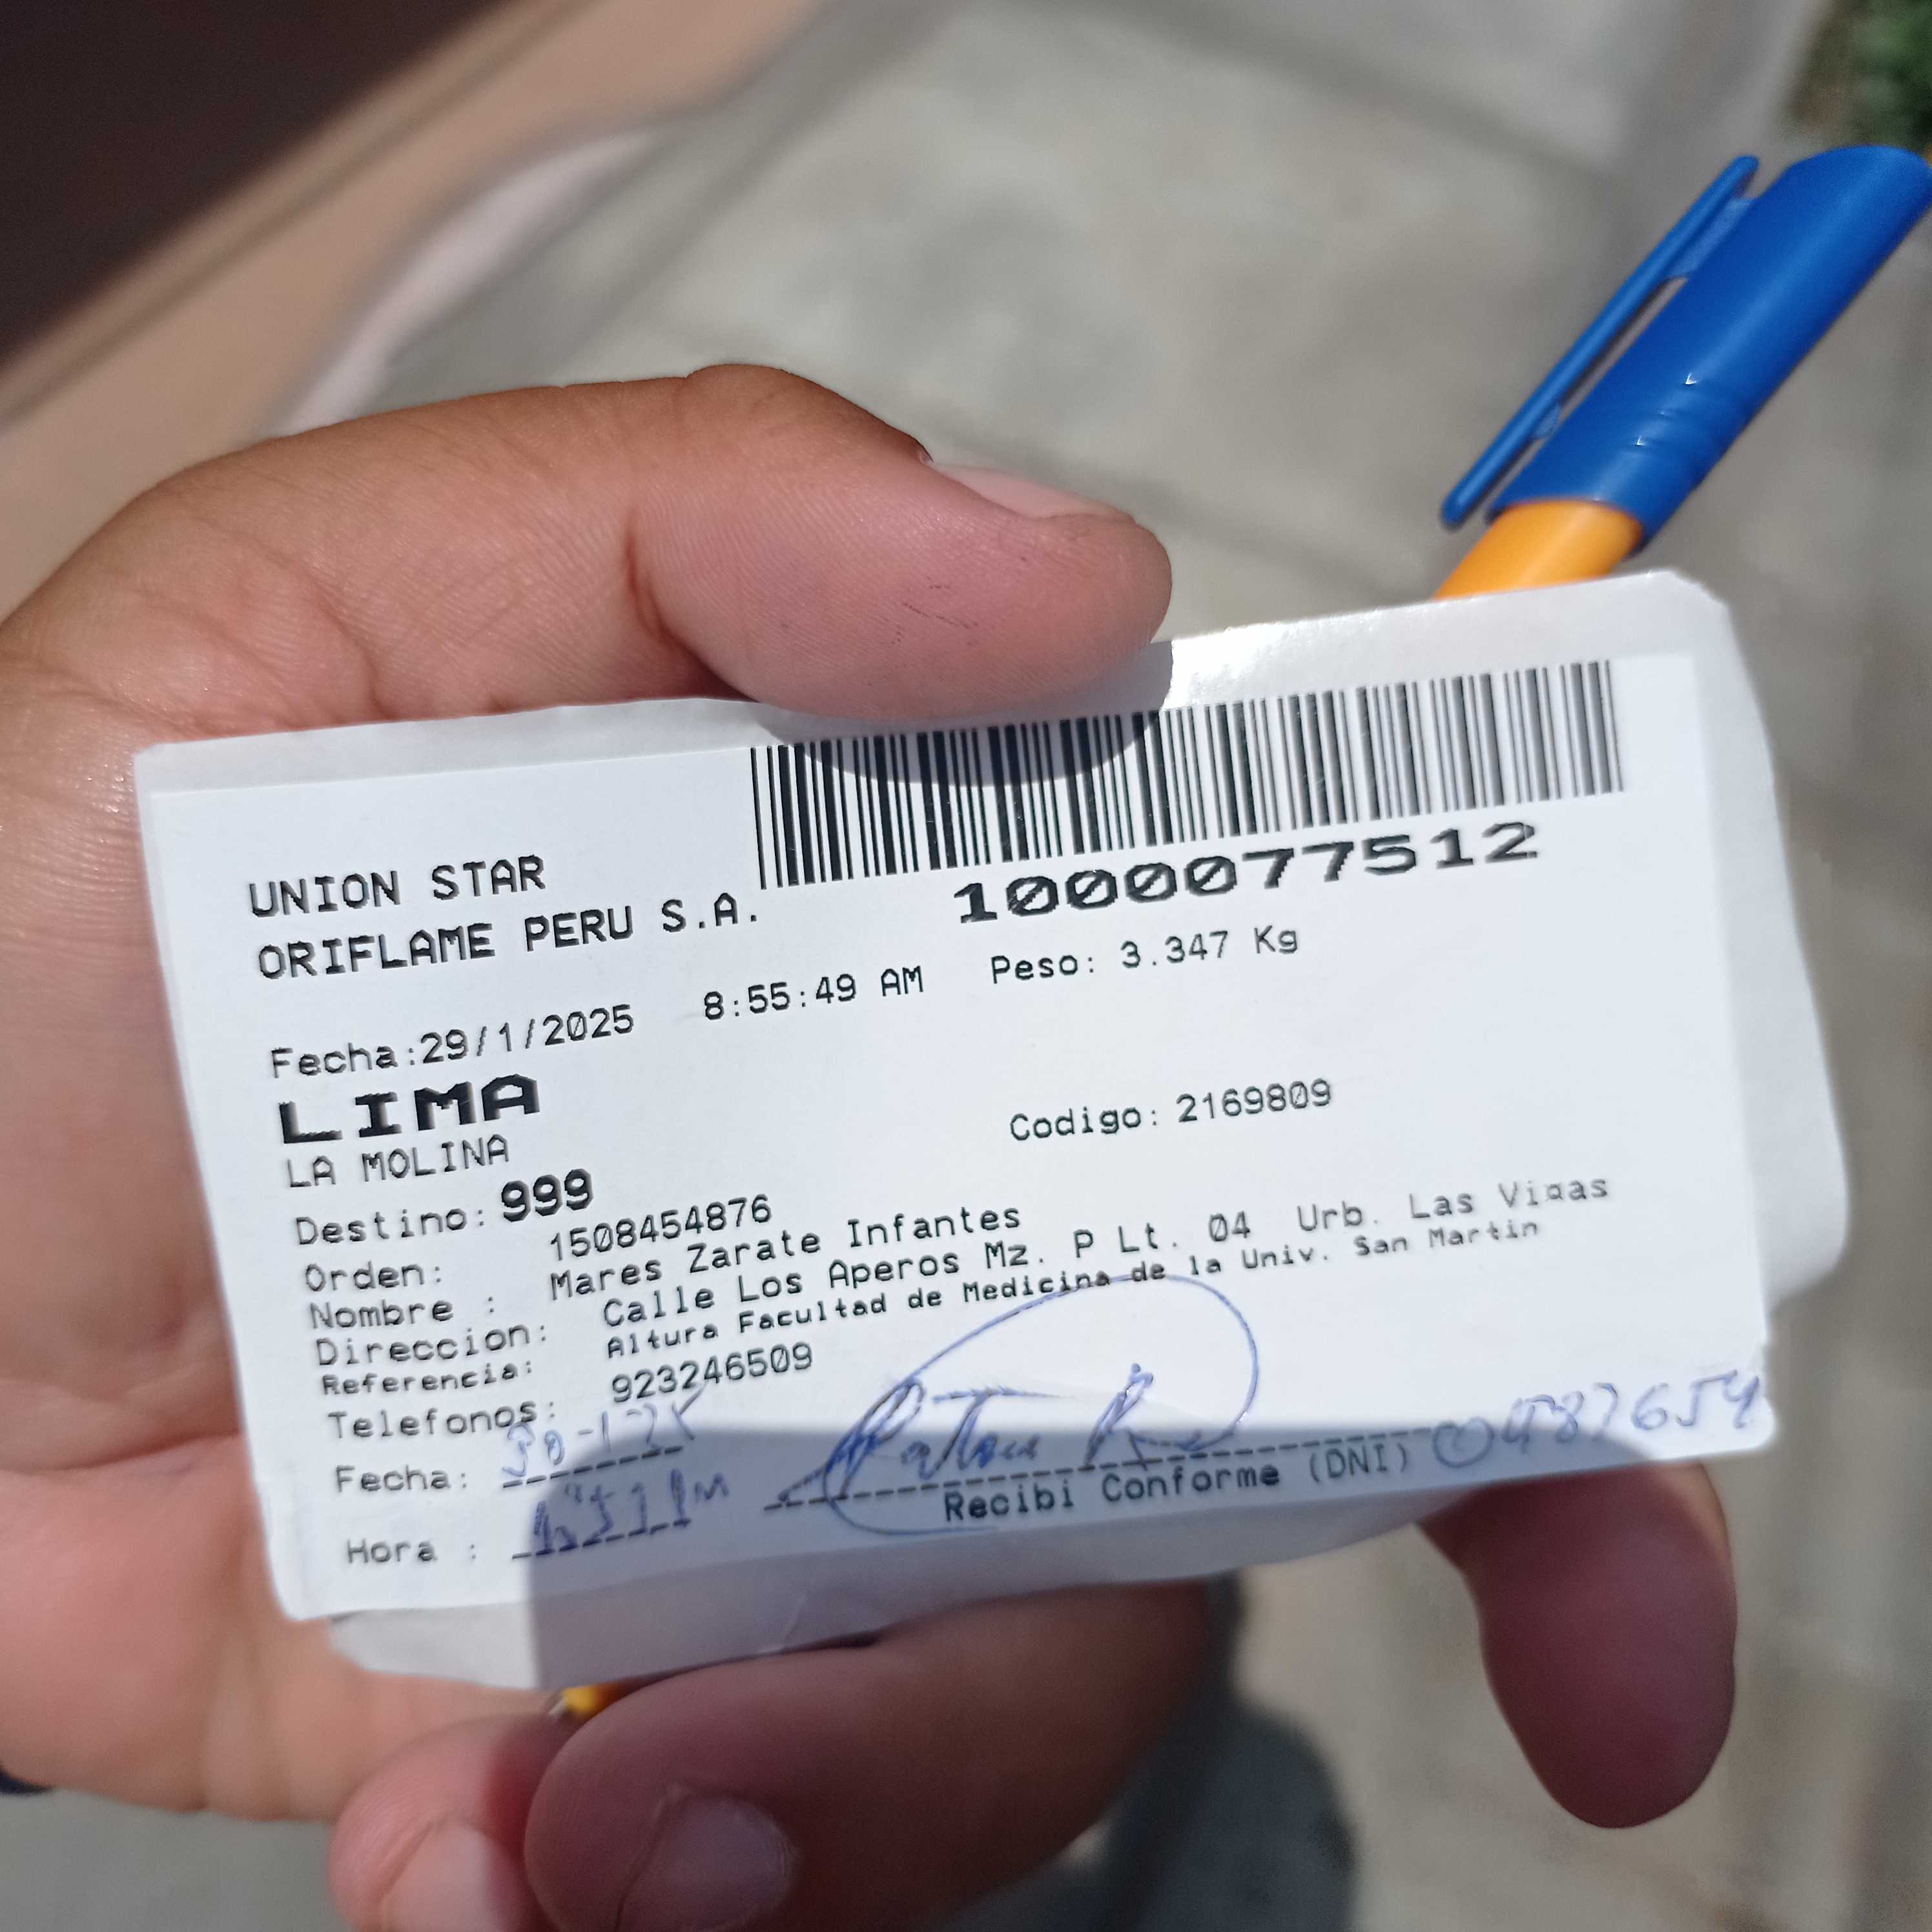 UNION STAR
ORIFLAME PERU S.A.
1000077512
Fecha:29/1/2025 8:55:49 AM Peso: 3.347 Kg
LIMA
LA MOLINA
Codigo: 2169809
Destino: 999
Orden: 1508454876
Nombre : Mares Zarate Infantes
Direccion: Calle Los Aperos Mz. P Lt. 04 Urb. Las Vigas
Referencia: Altura Facultad de Medicina de la Univ. San Martin
Telefonos: 923246509
Fecha:
Hora :
Recibi Conforme (DNI)